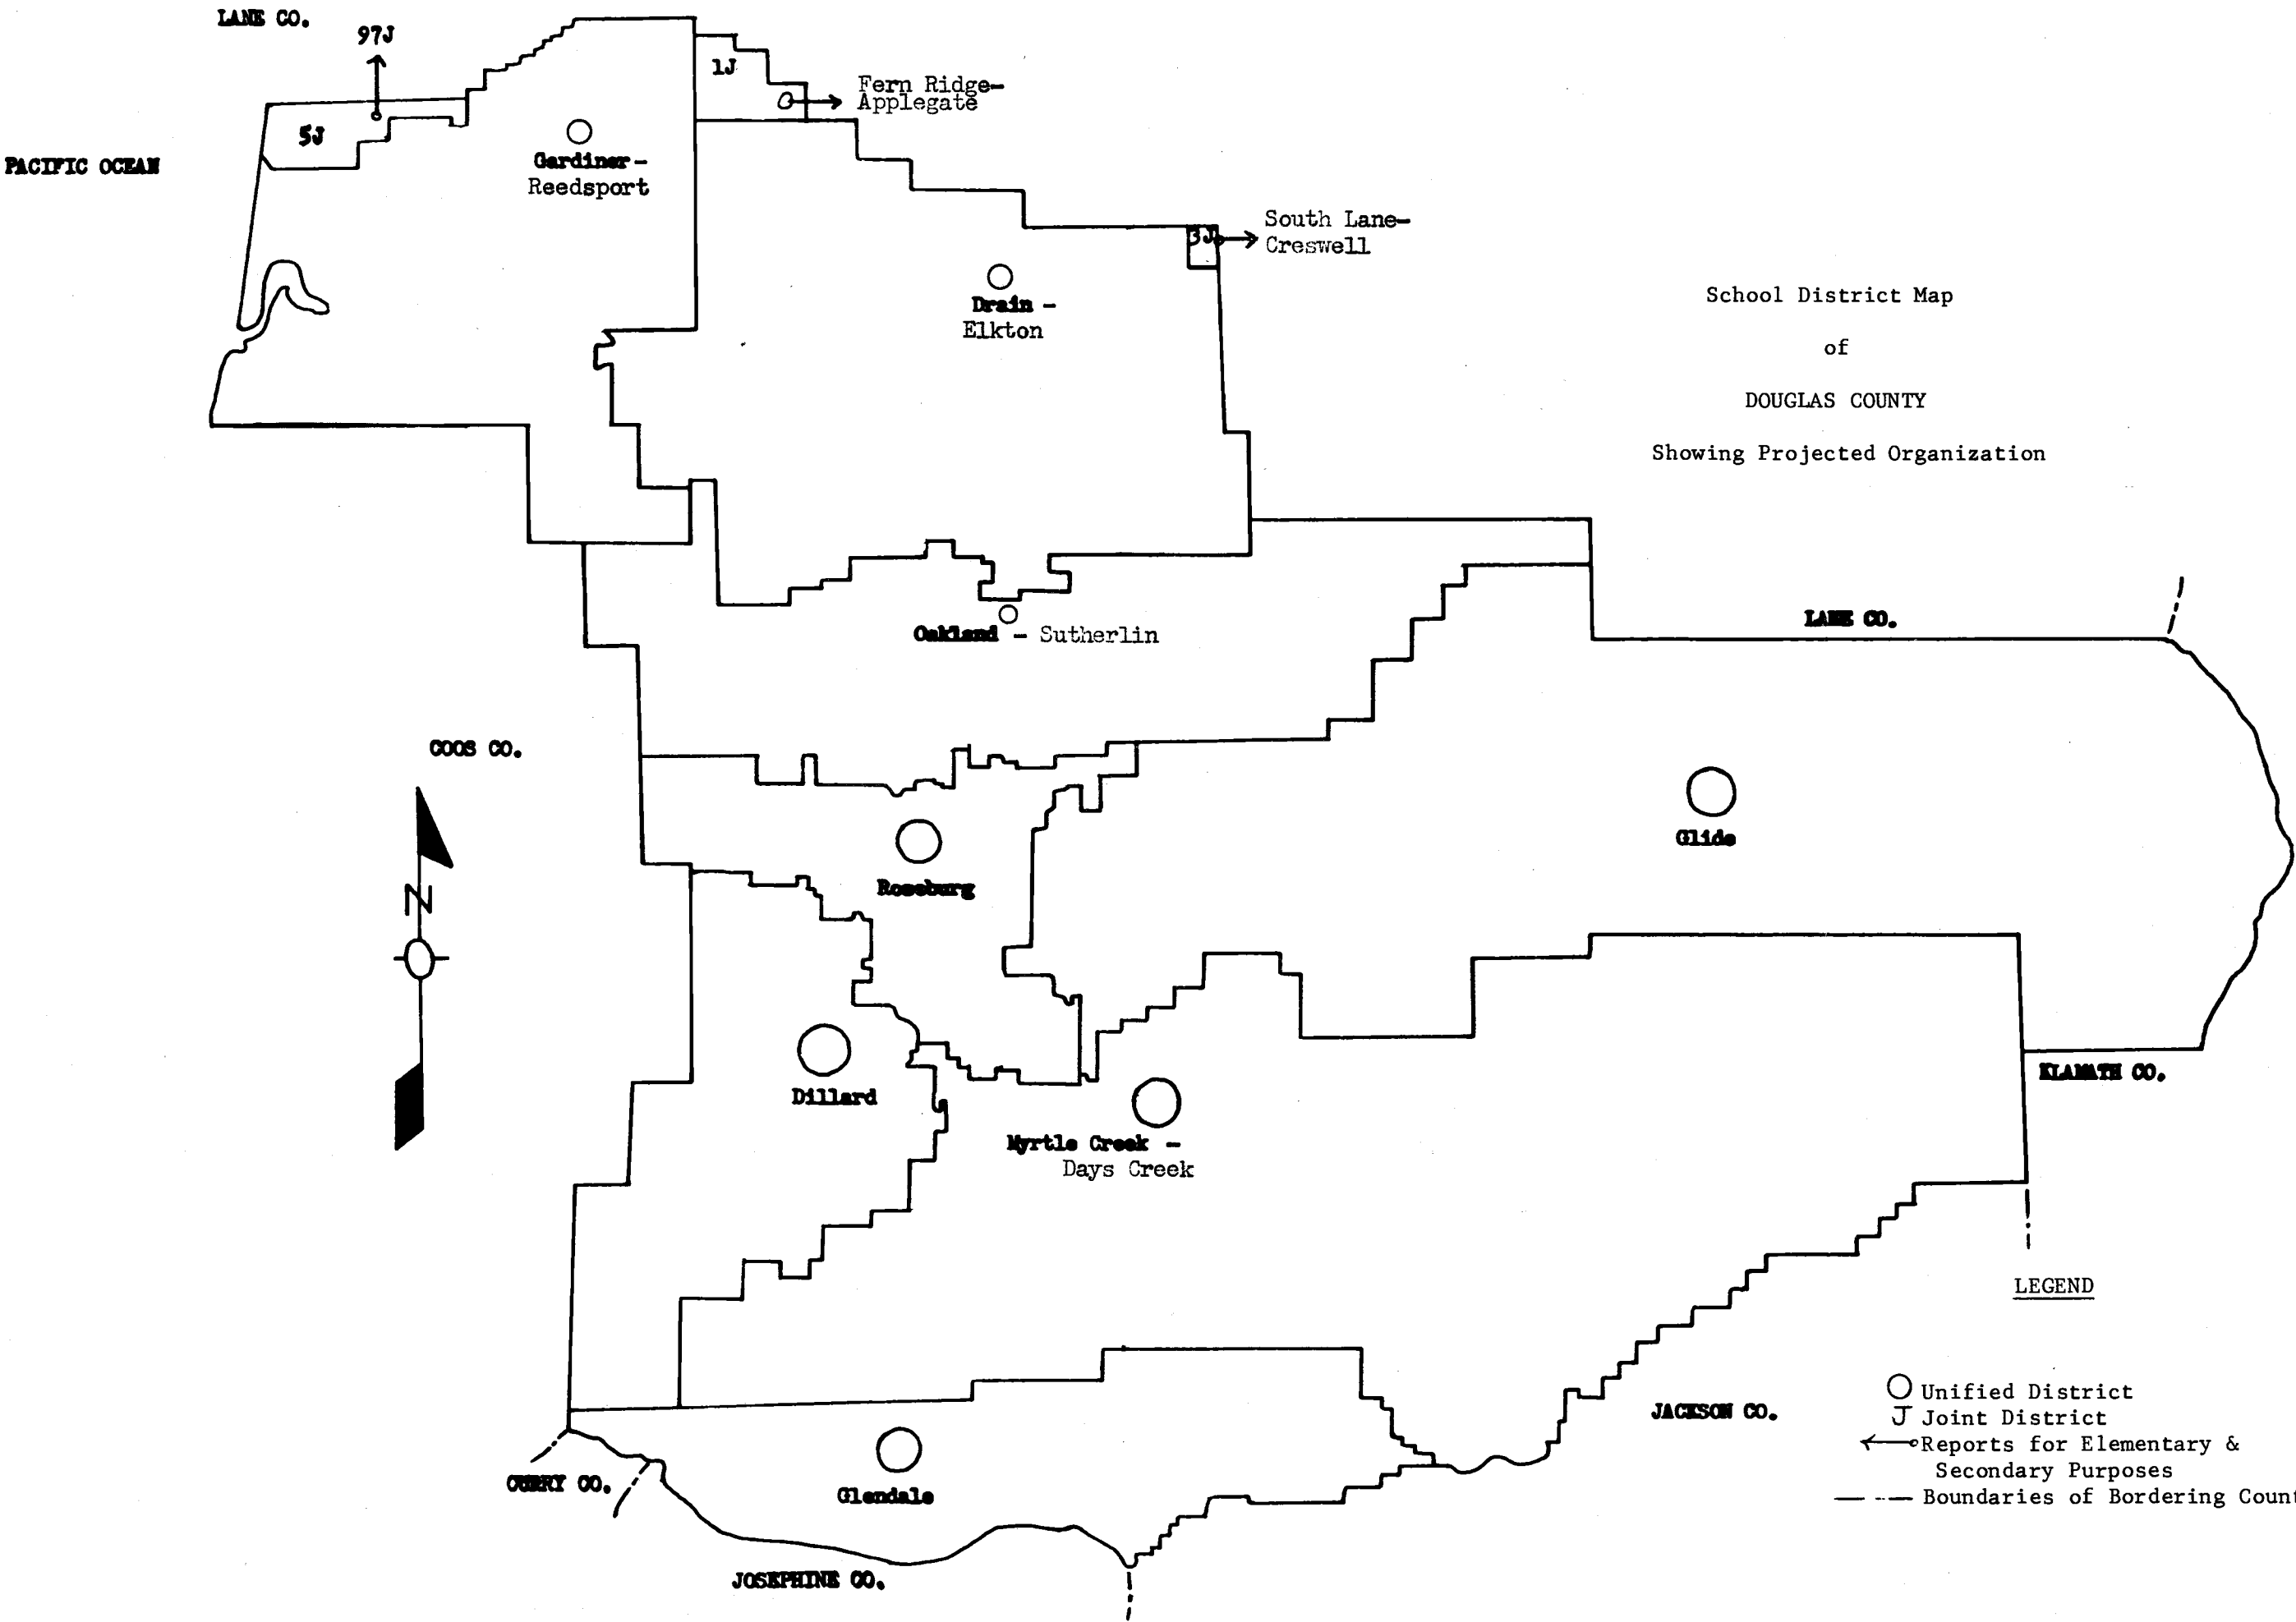 LANE CO.
97J
1J
Fern Ridge-
Applegate
5J
PACIFIC OCEAN
Gardiner-
Reedsport
South Lane-
Creswell
3J
Drain -
Elkton
School District Map
of
DOUGLAS COUNTY
Showing Projected Organization
LANE CO.
Oakland - Sutherlin
COOS CO.
Glide
Roseburg
N
KLAMATH CO.
Dillard
Myrtle Creek -
Days Creek
LEGEND
Unified District
J Joint District
Reports for Elementary &
Secondary Purposes
Boundaries of Bordering Count
JACKSON CO.
CURRY CO.
Glendale
JOSEPHINE CO.